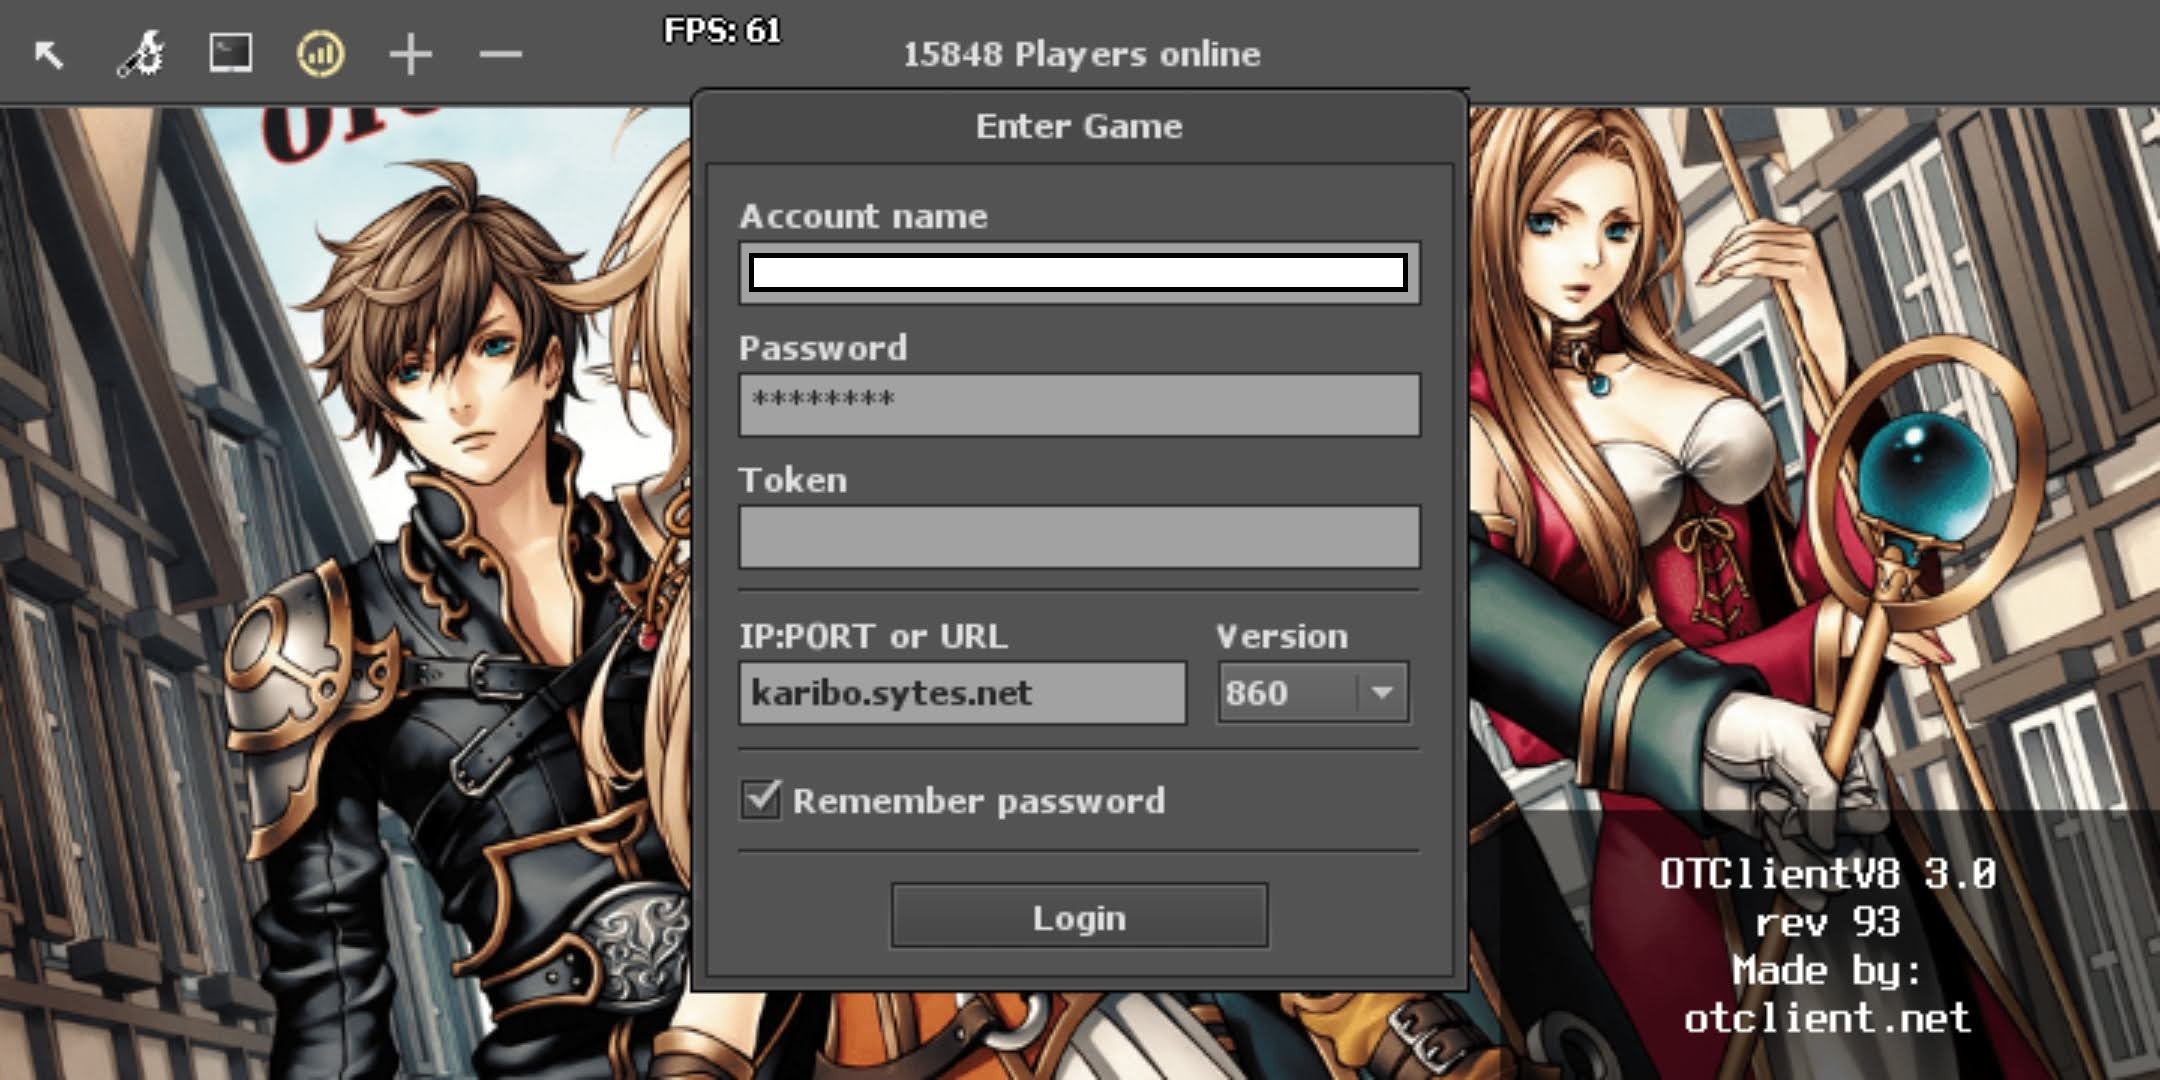 FPS: 61
15848 Players online
Enter Game
Account name
Password
********
Token
IP:PORT or URL
Version
karibo.sytes.net
860
Remember password
Login
OTClientV8 3.0
rev 93
Made by:
otclient.net